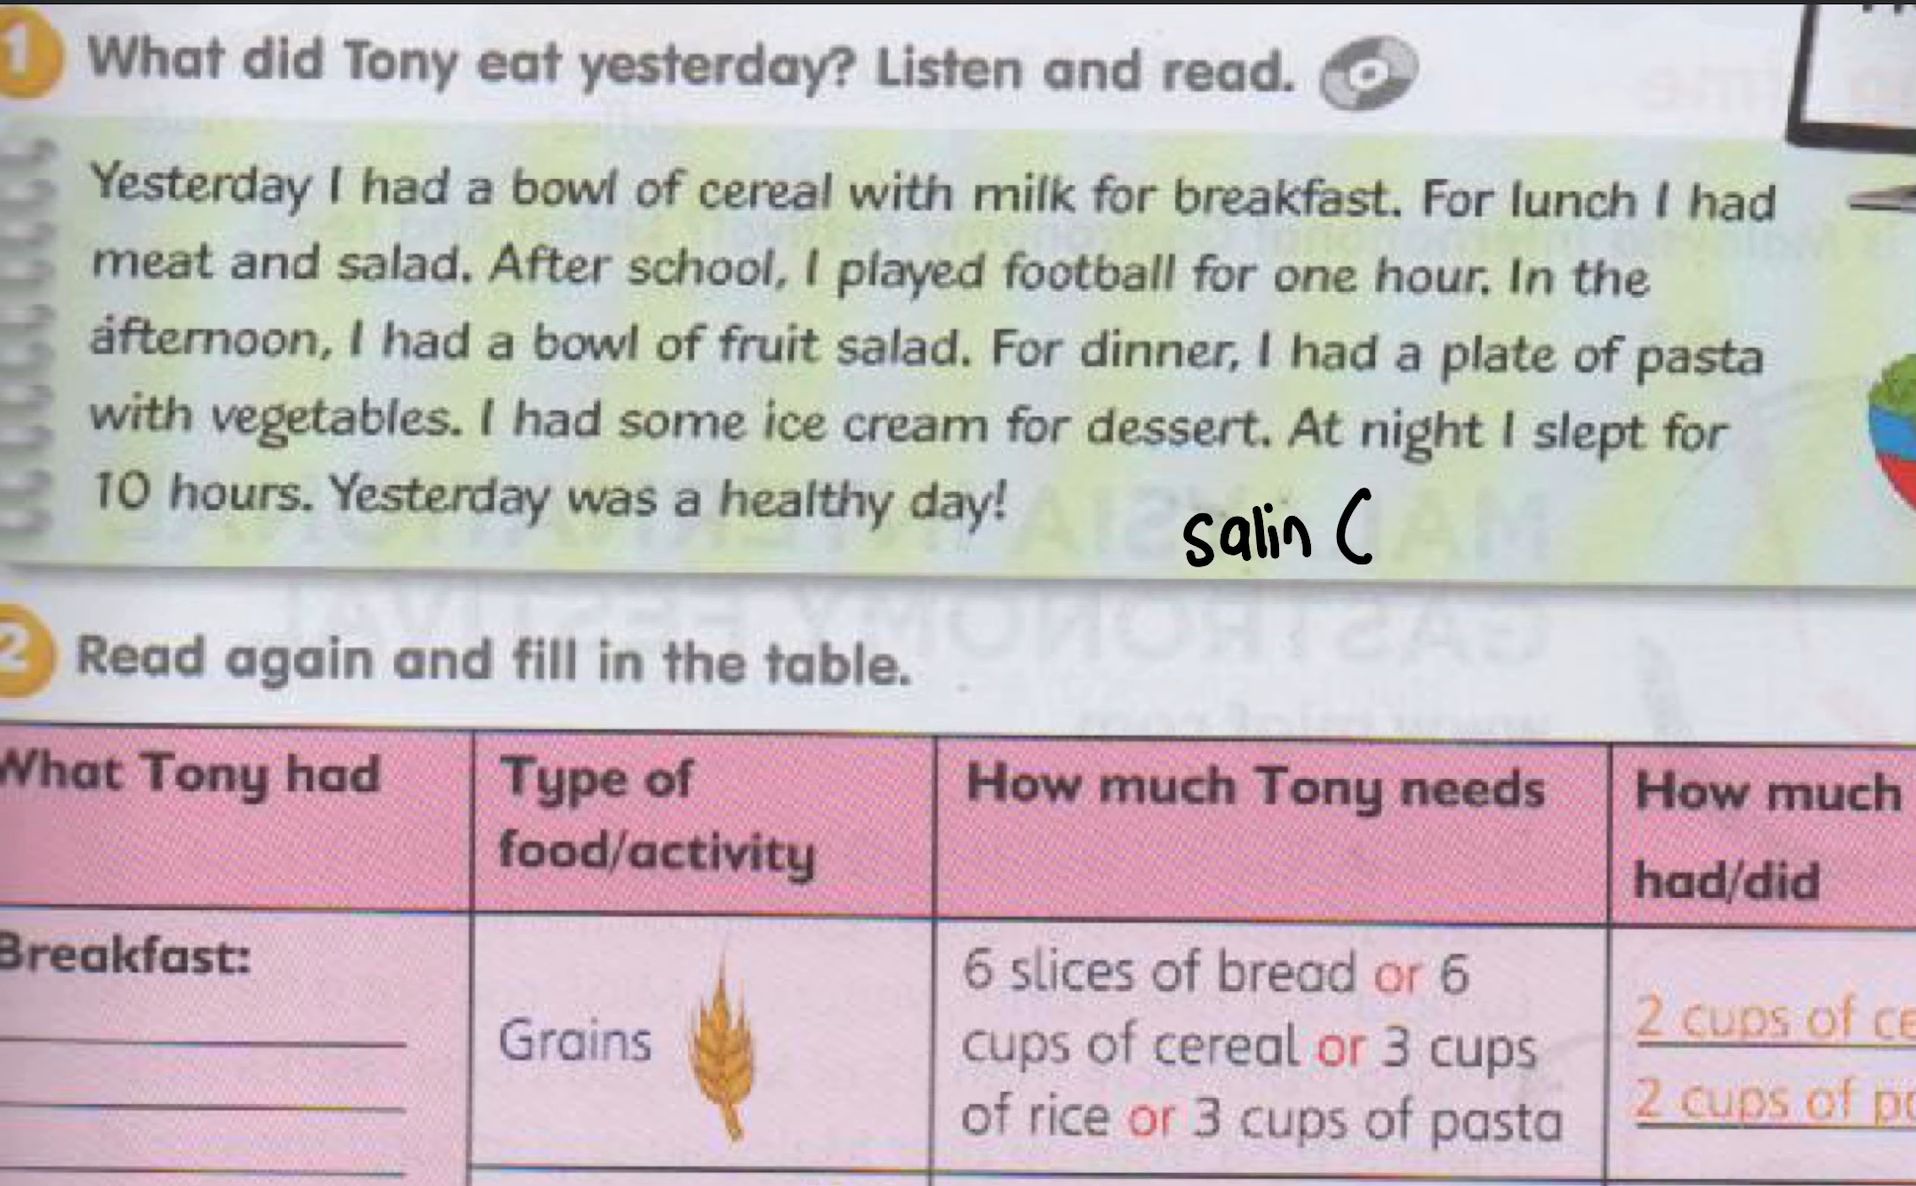 1 What did Tony eat yesterday? Listen and read.
Yesterday I had a bowl of cereal with milk for breakfast. For lunch I had
meat and salad. After school, I played football for one hour. In the
afternoon, I had a bowl of fruit salad. For dinner, I had a plate of pasta
with vegetables. I had some ice cream for dessert. At night I slept for
10 hours. Yesterday was a healthy day!
salin
2 Read again and fill in the table.
What Tony had
Type of
food/activity
How much Tony needs
How much
had/did
Breakfast:
Grains
6 slices of bread or 6
cups of cereal or 3 cups
of rice or 3 cups of pasta
2 cups of
2 cups of